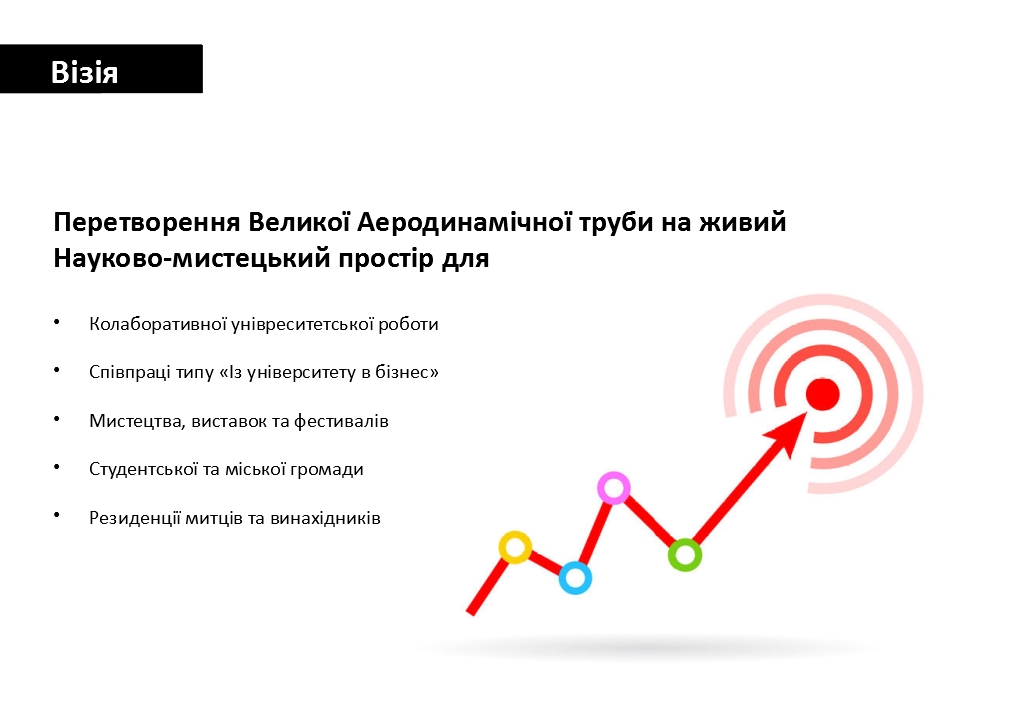 Візія
Перетворення Великої Аеродинамічної труби на живий
Науково-мистецький простір для
• Колаборативної унівреситетської роботи
• Співпраці типу «Із університету в бізнес»
• Мистецтва, виставок та фестивалів
• Студентської та міської громади
• Резиденції митців та винахідників